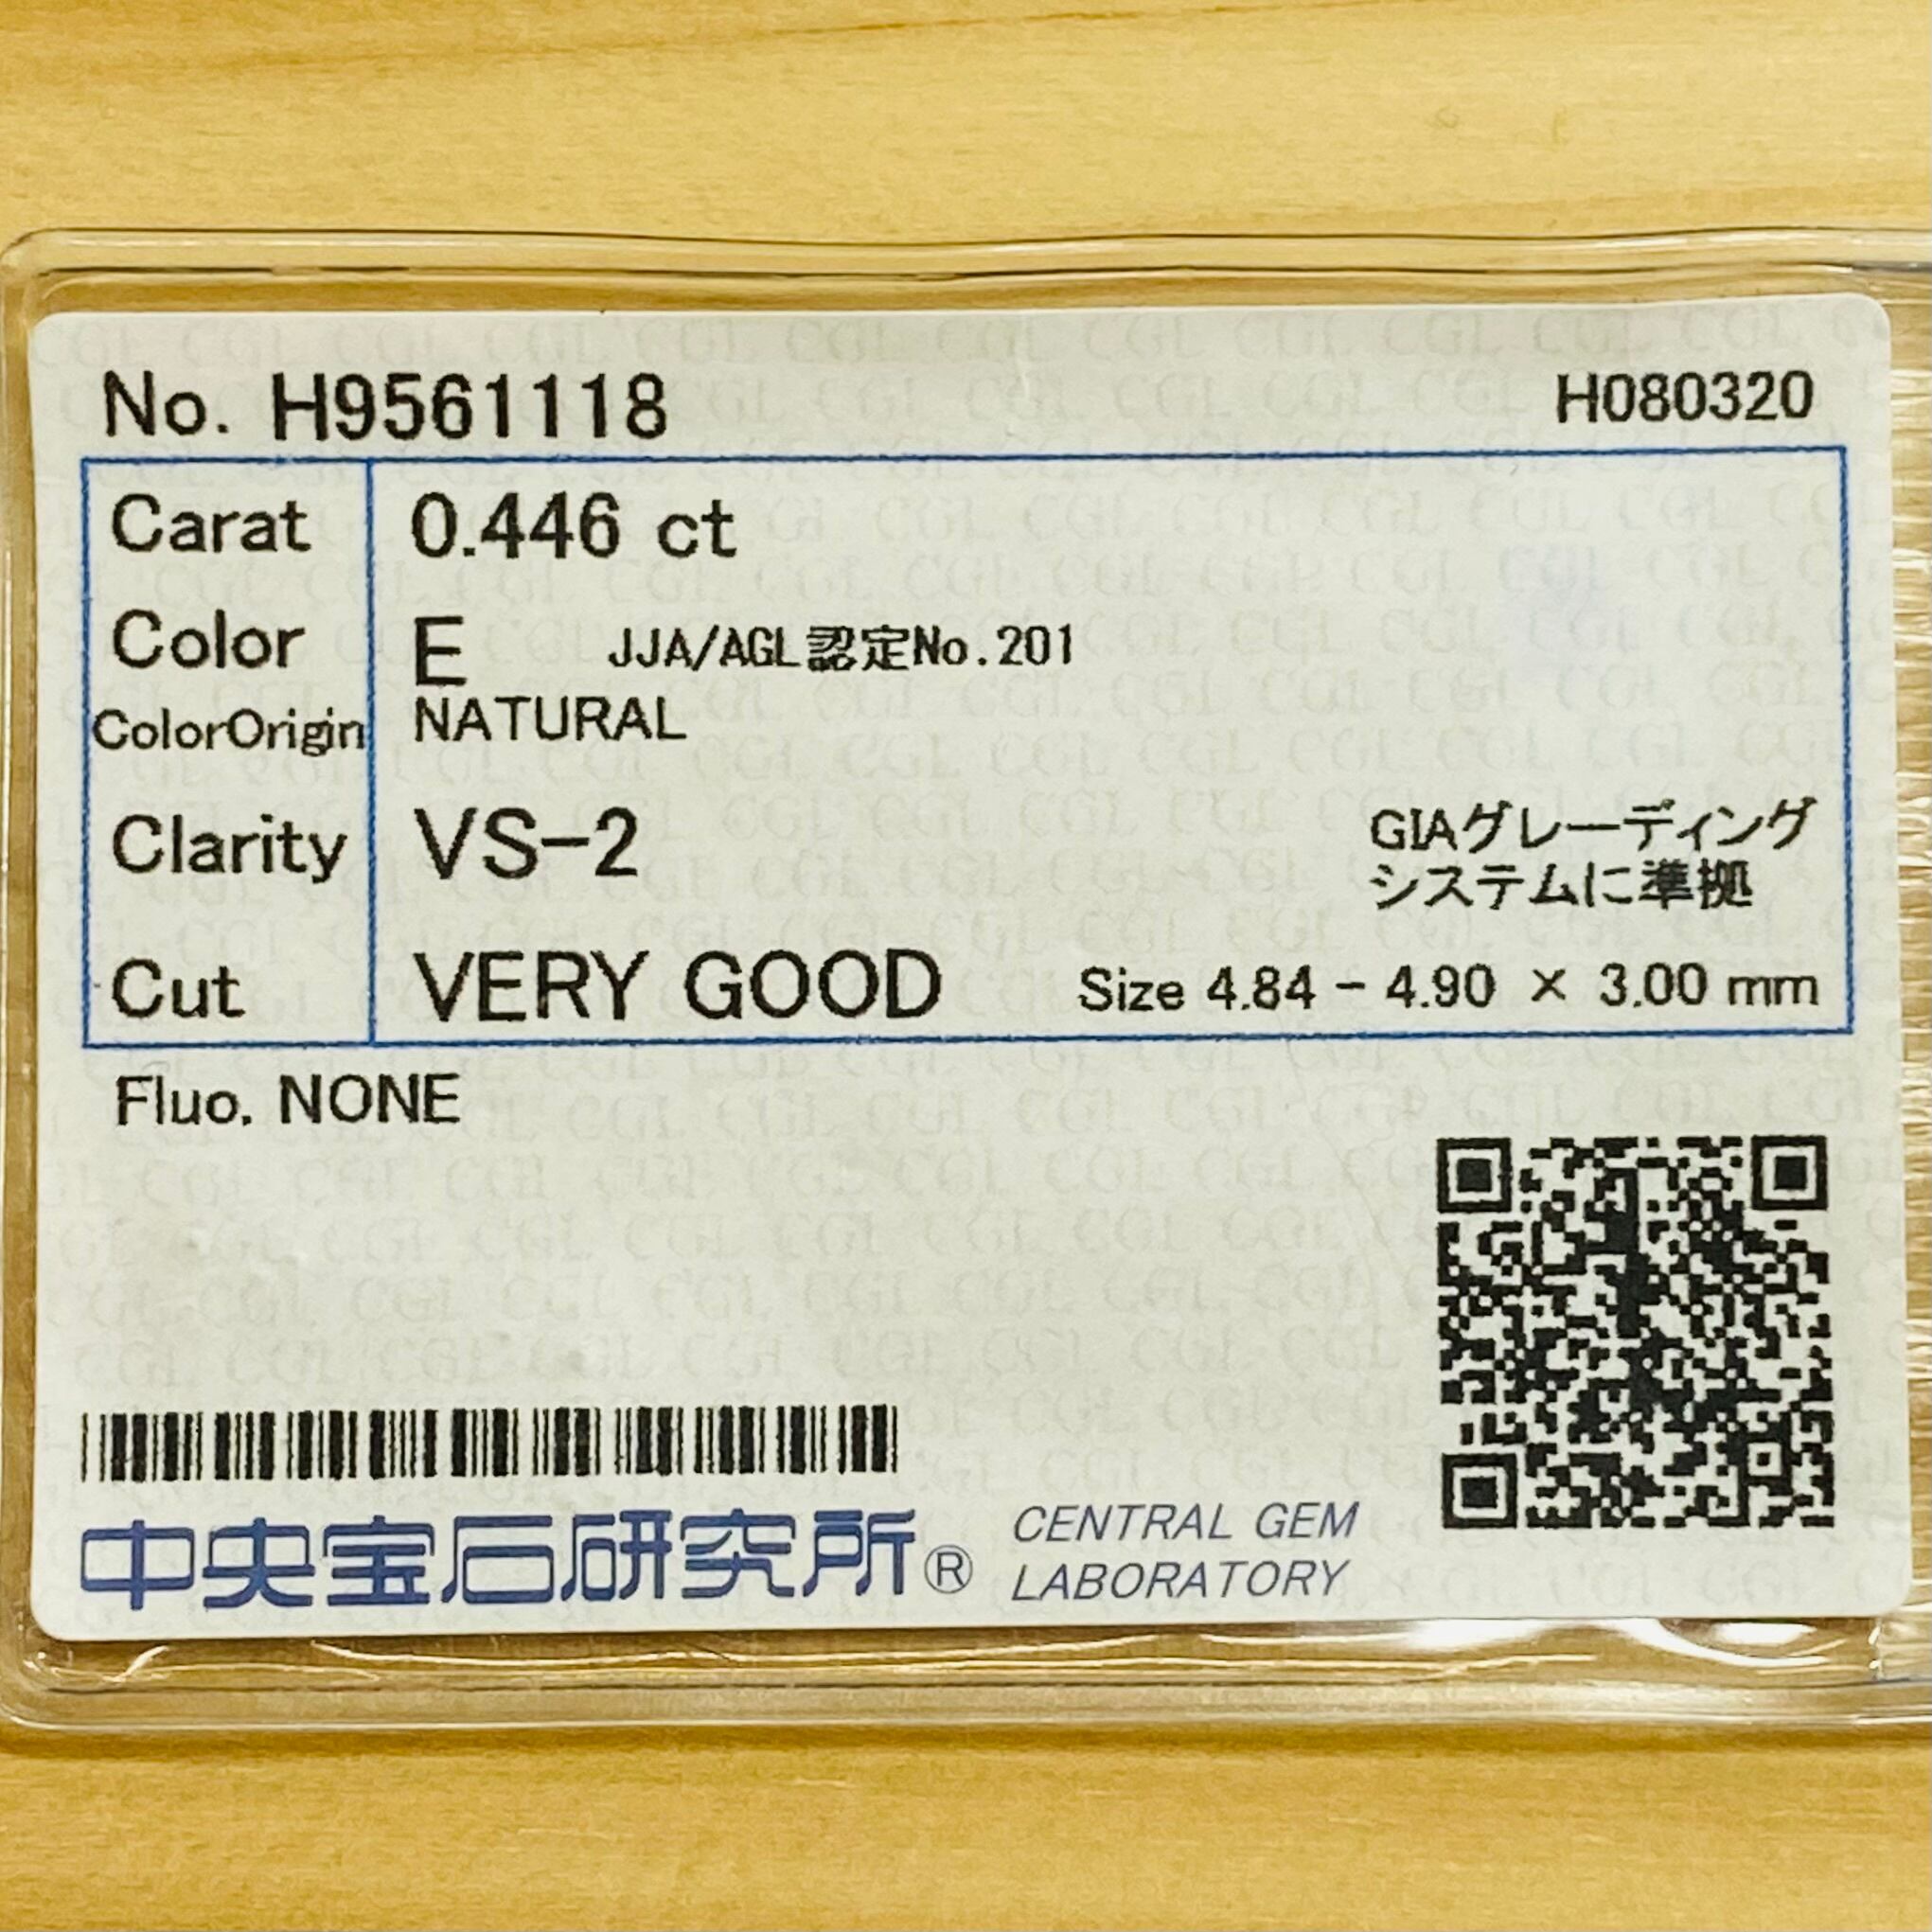 No. H9561118 H080320
Carat 0.446 ct
Color E JJA/AGL認定No.201
ColorOrigin NATURAL
Clarity VS-2 GIAグレーディング
システムに準拠
Cut VERY GOOD Size 4.84 - 4.90 × 3.00 mm
Fluo. NONE
中央宝石研究所® CENTRAL GEM
LABORATORY